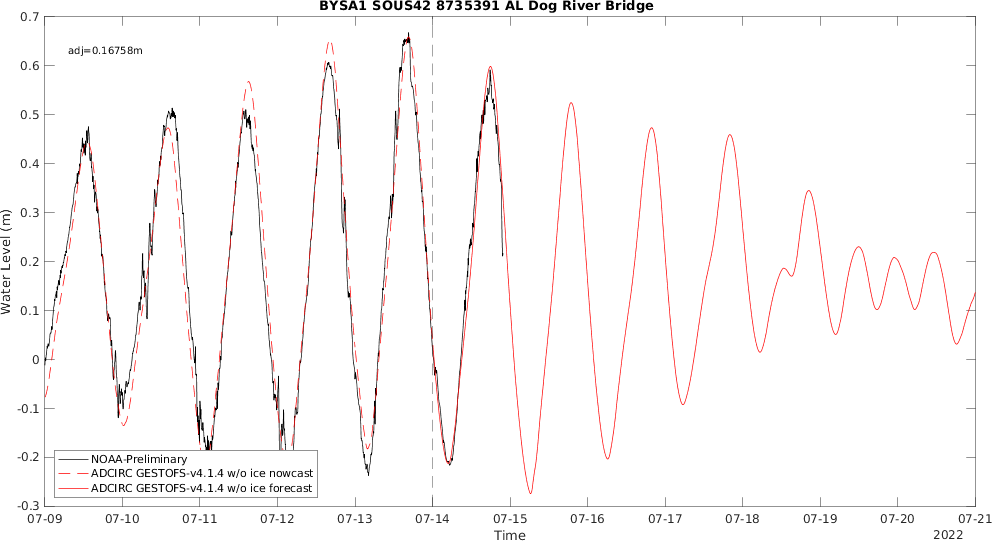 BYSA1 SOUS42 8735391 AL Dog River Bridge
0.7
adj=0.16758m
0.6
0.5
0.4
0.3
0.2
0.1
0
-0.1
-0.2
-0.3
Water Level (m)
NOAA-Preliminary
ADCIRC GESTOFS-v4.1.4 w/o ice nowcast
ADCIRC GESTOFS-v4.1.4 w/o ice forecast
07-09 07-10 07-11 07-12 07-13 07-14 07-15 07-16 07-17 07-18 07-19 07-20 07-21
Time
2022